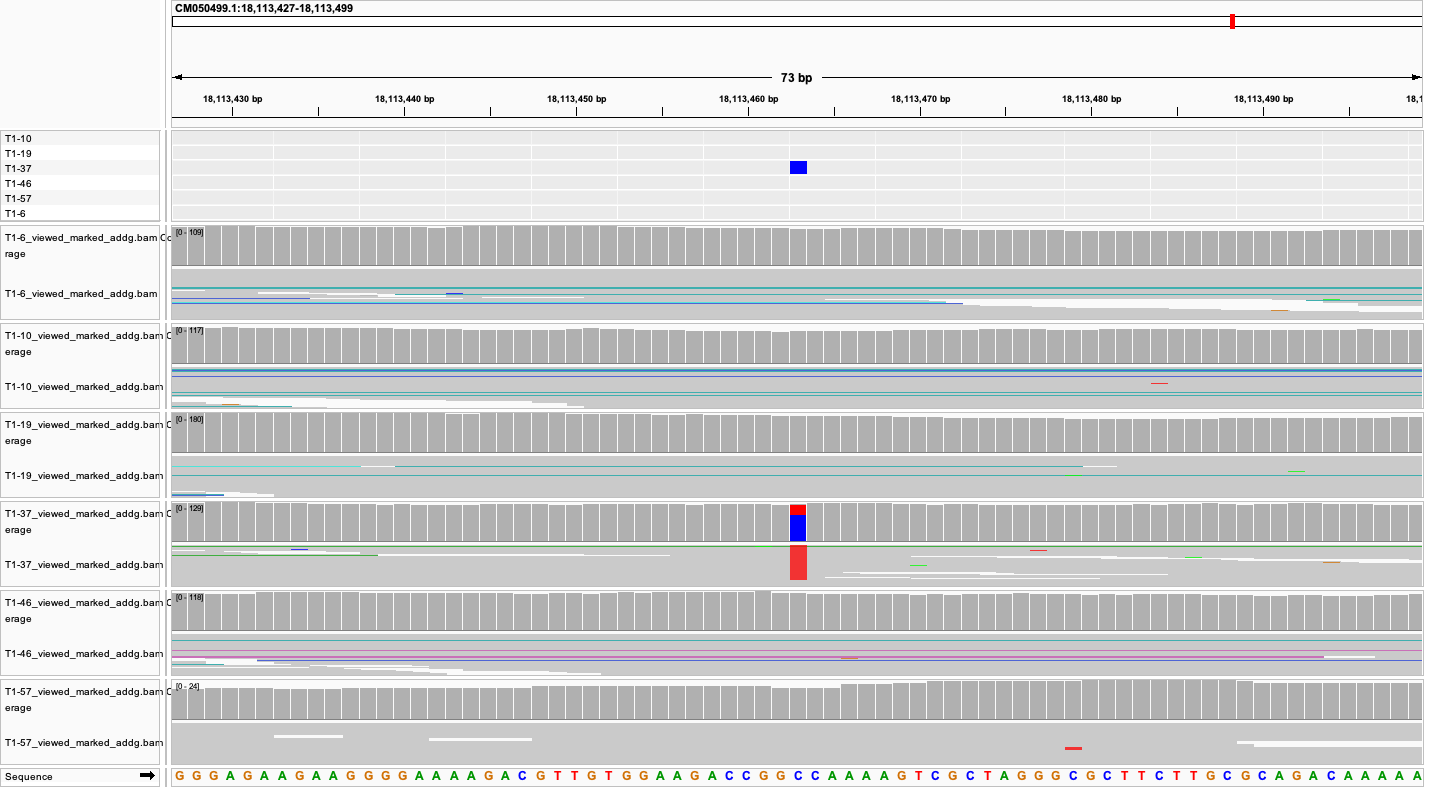 CM050499.1:18,113,427-18,113,499
73 bp
18,113,430 bp 18,113,440 bp 18,113,450 bp 18,113,460 bp 18,113,470 bp 18,113,480 bp 18,113,490 bp 18,1
T1-10
T1-19
T1-37
T1-46
T1-57
T1-6
T1-6_viewed_marked_addg.bam Co
rage
[0 - 109]
T1-6_viewed_marked_addg.bam
T1-10_viewed_marked_addg.bam C
erage
[0 - 117]
T1-10_viewed_marked_addg.bam
T1-19_viewed_marked_addg.bam C
erage
[0 - 180]
T1-19_viewed_marked_addg.bam
T1-37_viewed_marked_addg.bam C
erage
[0 - 129]
T1-37_viewed_marked_addg.bam
T1-46_viewed_marked_addg.bam C
erage
[0 - 118]
T1-46_viewed_marked_addg.bam
T1-57_viewed_marked_addg.bam C
erage
[0 - 24]
T1-57_viewed_marked_addg.bam
Sequence G G G A G A A G A A G G G G A A A A G A C G T T G T G G A A G A C C G G C C A A A A G T C G C T A G G G C G C T T C T T G C G C A G A C A A A A A